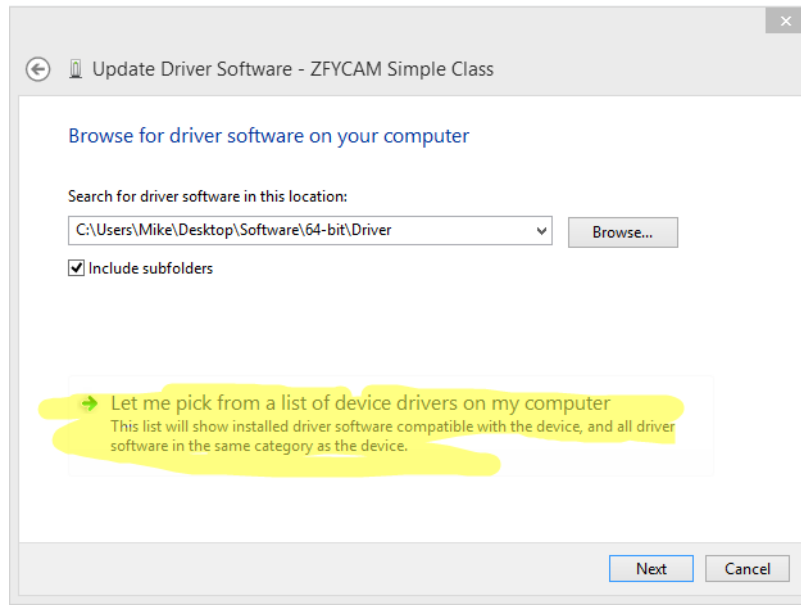 Update Driver Software - ZFYCAM Simple Class
Browse for driver software on your computer
Search for driver software in this location:
C:\Users\Mike\Desktop\Software\64-bit\Driver
Browse...
Include subfolders
Let me pick from a list of device drivers on my computer
This list will show installed driver software compatible with the device, and all driver
software in the same category as the device.
Next
Cancel